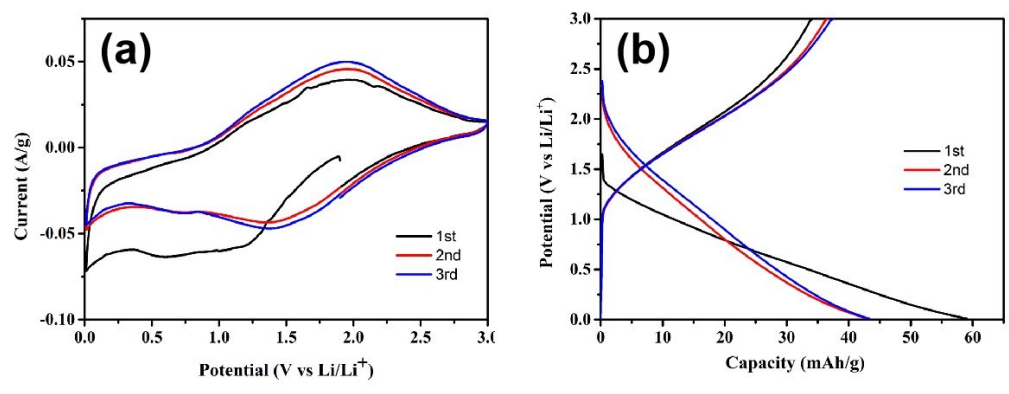 (a)
0.05
0.00
-0.05
-0.10
Current (A/g)
1st
2nd
3rd
0.0 0.5 1.0 1.5 2.0 2.5 3.0
Potential (V vs Li/Li⁺)
(b)
3.0
2.5
2.0
1.5
1.0
0.5
0.0
Potential (V vs Li/Li⁺)
1st
2nd
3rd
0 10 20 30 40 50 60
Capacity (mAh/g)